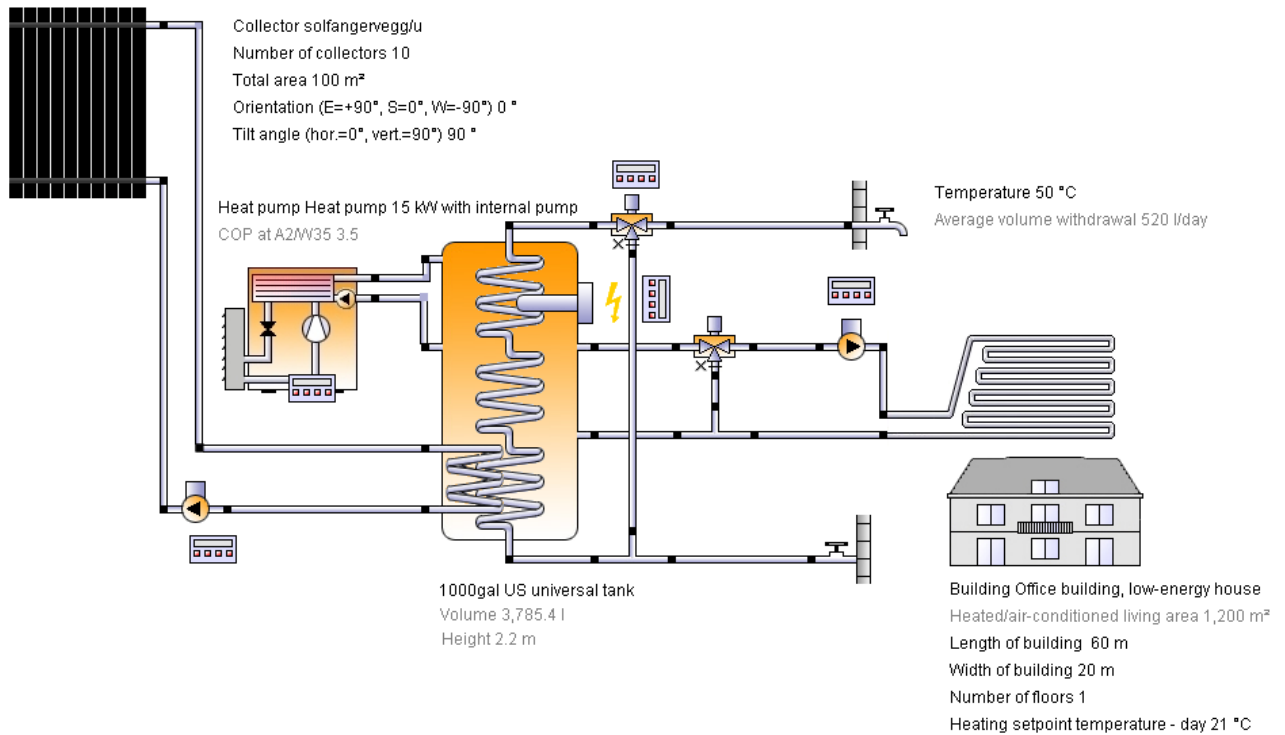 Collector solfangervegg/u
Number of collectors 10
Total area 100 m²
Orientation (E=+90°, S=0°, W=-90°) 0 °
Tilt angle (hor.=0°, vert.=90°) 90 °
Heat pump Heat pump 15 kW with internal pump
COP at A2/W35 3.5
Temperature 50 °C
Average volume withdrawal 520 l/day
1000gal US universal tank
Volume 3,785.4 l
Height 2.2 m
Building Office building, low-energy house
Heated/air-conditioned living area 1,200 m²
Length of building  60 m
Width of building 20 m
Number of floors 1
Heating setpoint temperature - day 21 °C